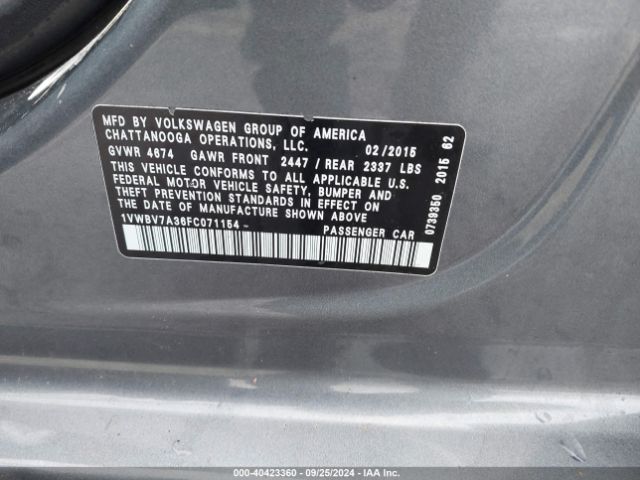 MFD BY VOLKSWAGEN GROUP OF AMERICA
CHATTANOOGA OPERATIONS, LLC. 02/2015
GVWR 4674 GAWR FRONT 2447 / REAR 2337 LBS
THIS VEHICLE CONFORMS TO ALL APPLICABLE U.S.
FEDERAL MOTOR VEHICLE SAFETY, BUMPER AND
THEFT PREVENTION STANDARDS IN EFFECT ON
THE DATE OF MANUFACTURE SHOWN ABOVE
1VWBV7A36FC071154 - PASSENGER CAR
0739350 2015 62
000-40423360 | 09/25/2024 | IAA Inc.